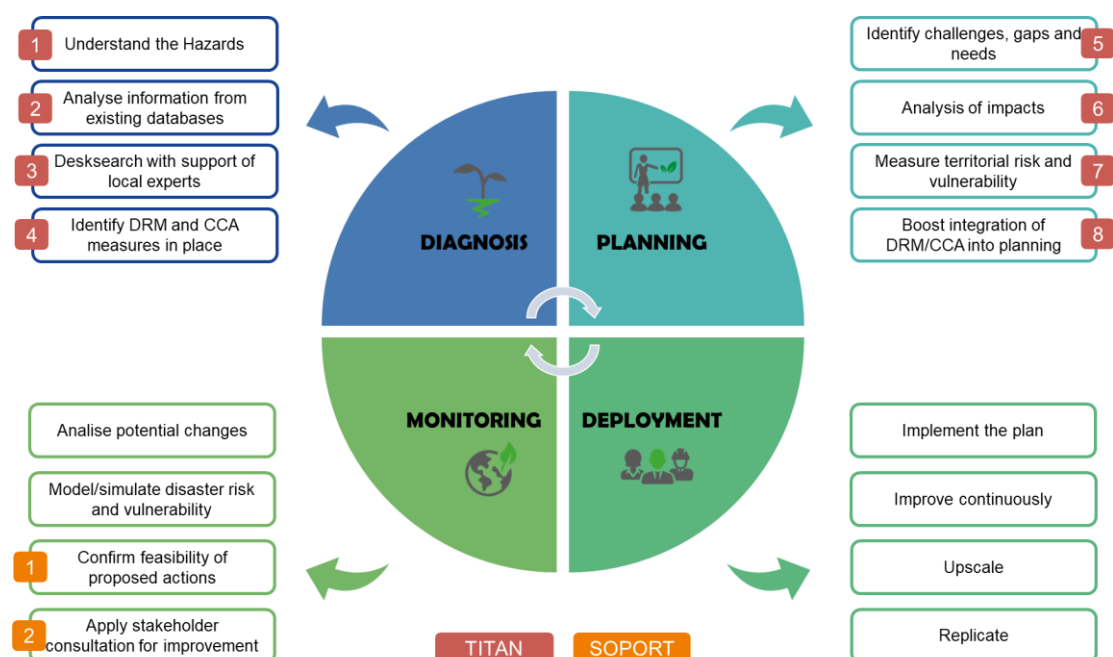 1
Understand the Hazards
2
Analyse information from
existing databases
3
Desksearch with support of
local experts
4
Identify DRM and CCA
measures in place
5
Identify challenges, gaps and
needs
6
Analysis of impacts
7
Measure territorial risk and
vulnerability
8
Boost integration of
DRM/CCA into planning
DIAGNOSIS
PLANNING
MONITORING
DEPLOYMENT
Analise potential changes
Model/simulate disaster risk
and vulnerability
1
Confirm feasibility of
proposed actions
2
Apply stakeholder
consultation for improvement
Implement the plan
Improve continuously
Upscale
Replicate
TITAN
SOPORT